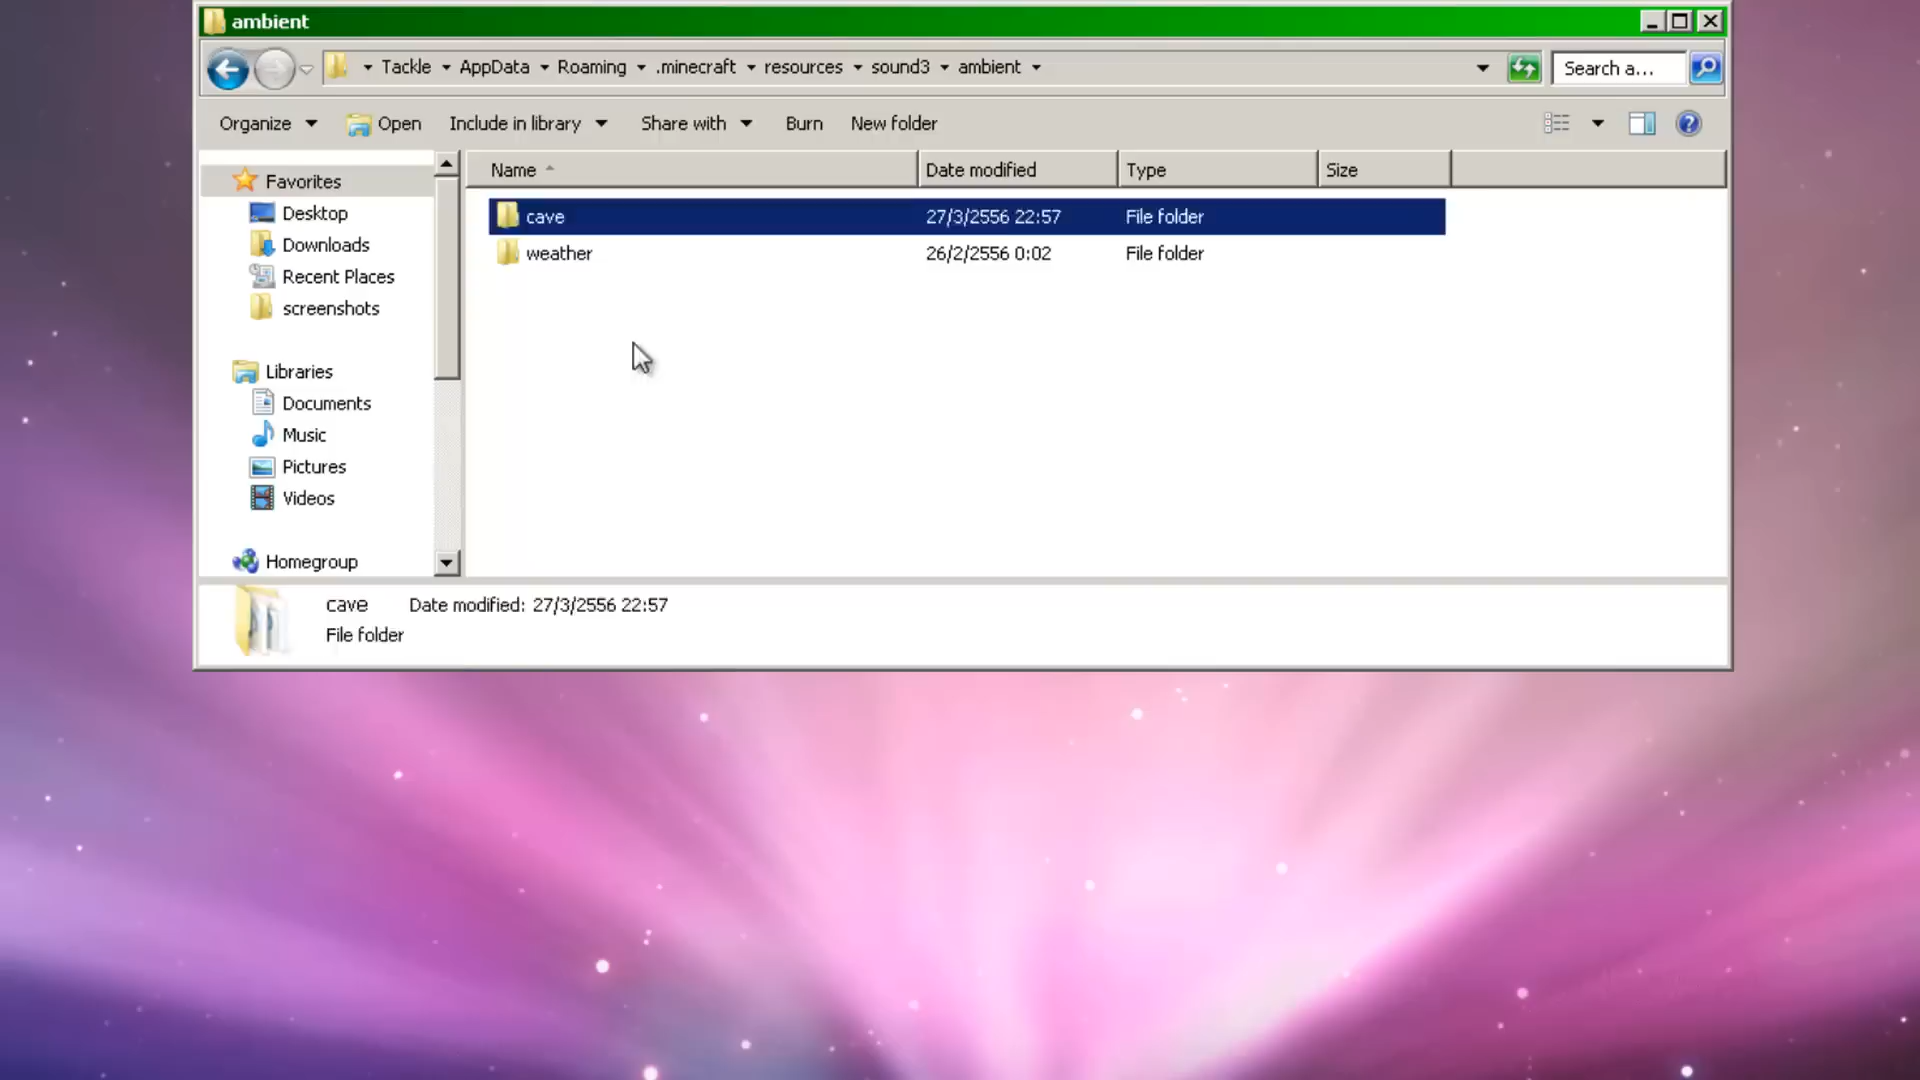 ambient
Tackle AppData Roaming .minecraft resources sound3 ambient Search a...
Organize Open Include in library Share with Burn New folder
Name Date modified Type Size
Favorites
Desktop
Downloads
Recent Places
screenshots
Libraries
Documents
Music
Pictures
Videos
Homegroup
cave 27/3/2556 22:57 File folder
weather 26/2/2556 0:02 File folder
cave Date modified: 27/3/2556 22:57
File folder